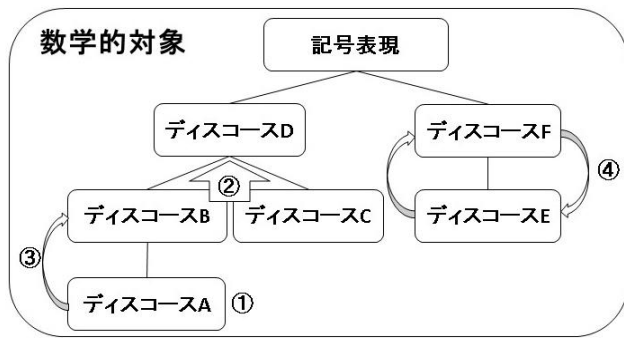 数学的対象
記号表現
ディスコースD
ディスコースF
④
②
ディスコースB
ディスコースC
ディスコースE
③
ディスコースA
①